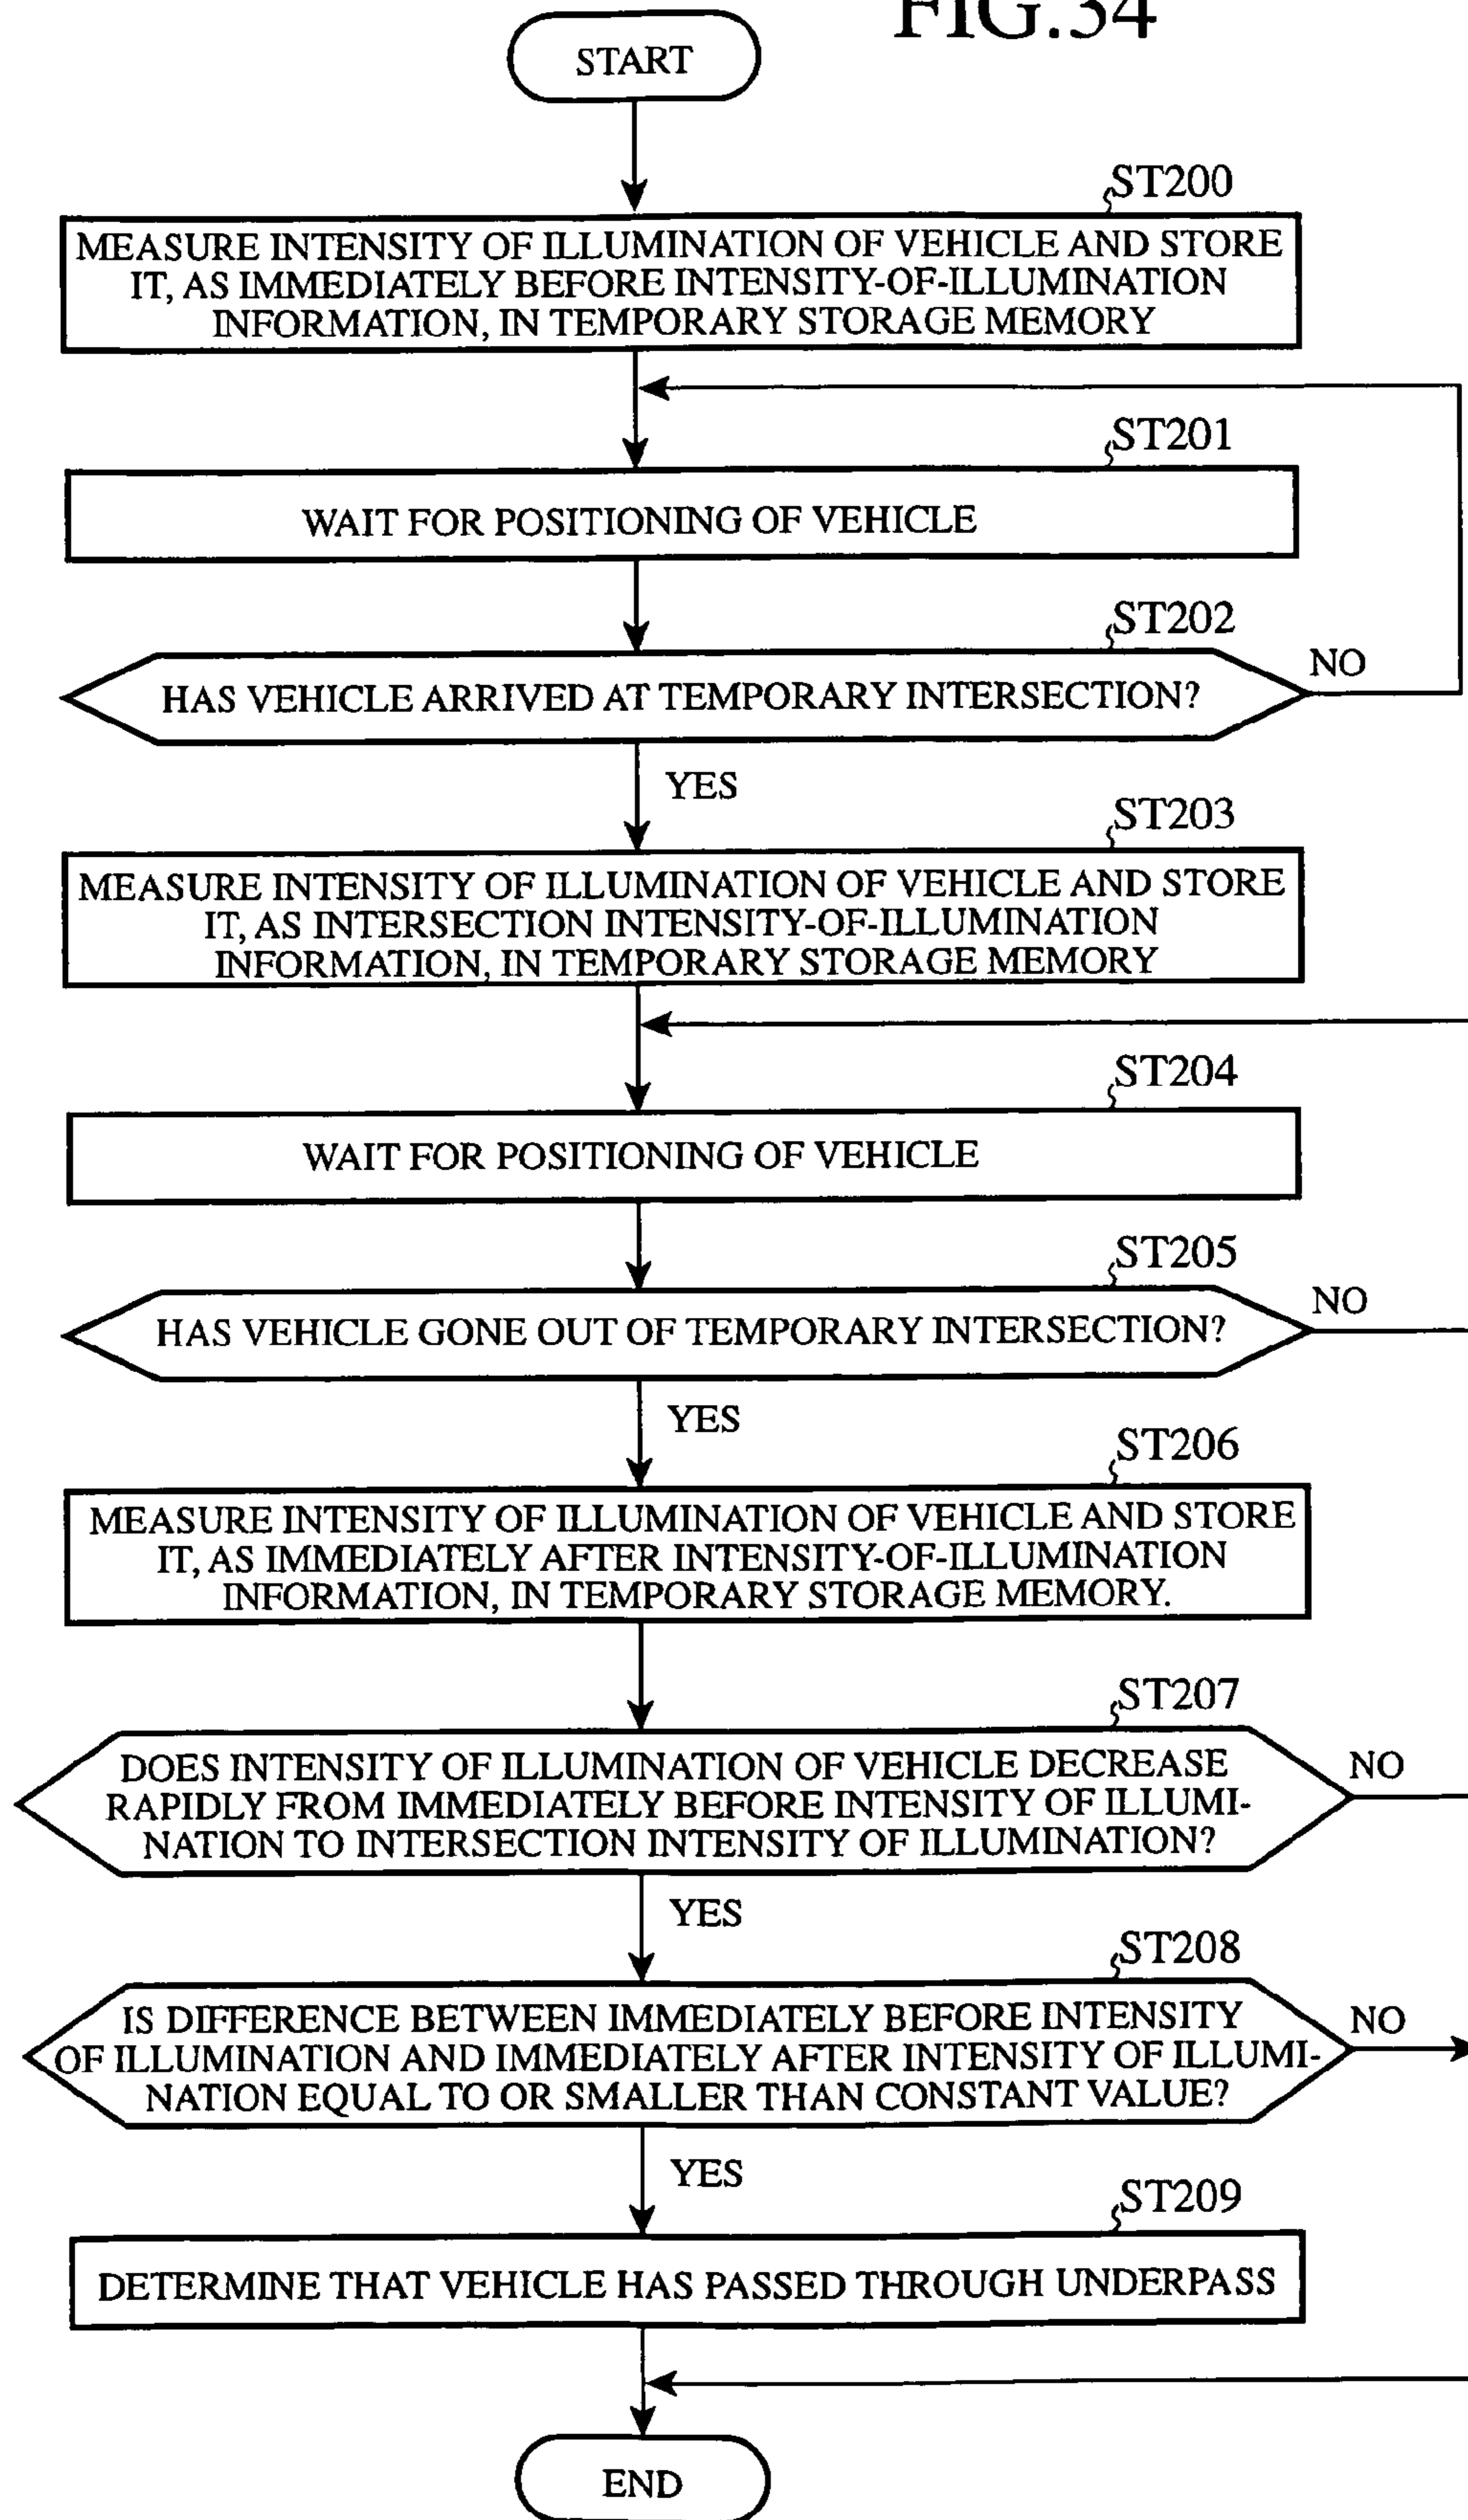 FIG.34
START
ST200
MEASURE INTENSITY OF ILLUMINATION OF VEHICLE AND STORE
IT, AS IMMEDIATELY BEFORE INTENSITY-OF-ILLUMINATION
INFORMATION, IN TEMPORARY STORAGE MEMORY
ST201
WAIT FOR POSITIONING OF VEHICLE
ST202
HAS VEHICLE ARRIVED AT TEMPORARY INTERSECTION?
NO
YES
ST203
MEASURE INTENSITY OF ILLUMINATION OF VEHICLE AND STORE
IT, AS INTERSECTION INTENSITY-OF-ILLUMINATION
INFORMATION, IN TEMPORARY STORAGE MEMORY
ST204
WAIT FOR POSITIONING OF VEHICLE
ST205
HAS VEHICLE GONE OUT OF TEMPORARY INTERSECTION?
NO
YES
ST206
MEASURE INTENSITY OF ILLUMINATION OF VEHICLE AND STORE
IT, AS IMMEDIATELY AFTER INTENSITY-OF-ILLUMINATION
INFORMATION, IN TEMPORARY STORAGE MEMORY.
ST207
DOES INTENSITY OF ILLUMINATION OF VEHICLE DECREASE
RAPIDLY FROM IMMEDIATELY BEFORE INTENSITY OF ILLUMI-
NATION TO INTERSECTION INTENSITY OF ILLUMINATION?
NO
YES
ST208
IS DIFFERENCE BETWEEN IMMEDIATELY BEFORE INTENSITY
OF ILLUMINATION AND IMMEDIATELY AFTER INTENSITY OF ILLUMI-
NATION EQUAL TO OR SMALLER THAN CONSTANT VALUE?
NO
YES
ST209
DETERMINE THAT VEHICLE HAS PASSED THROUGH UNDERPASS
END